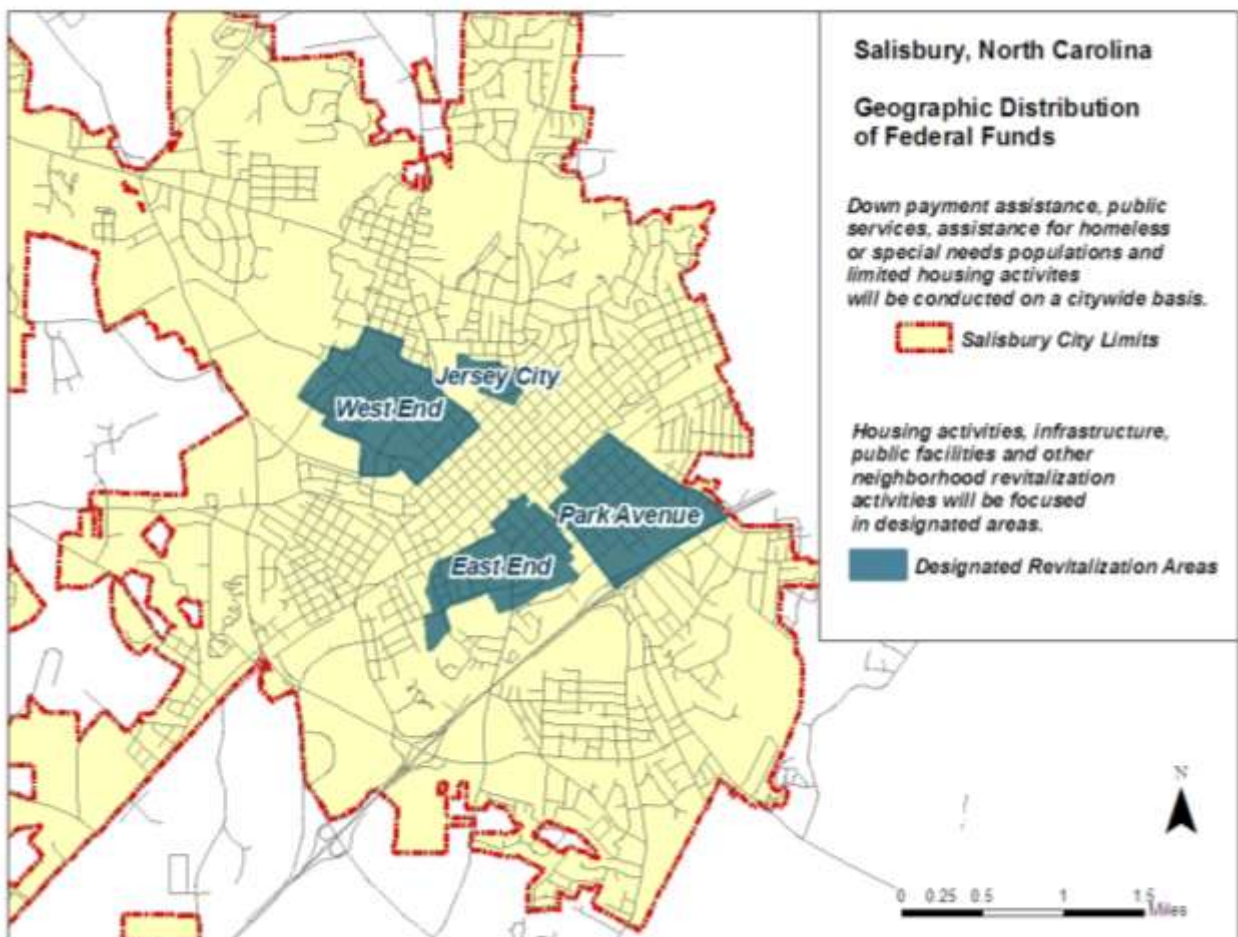 Salisbury, North Carolina
Geographic Distribution
of Federal Funds
Down payment assistance, public
services, assistance for homeless
or special needs populations and
limited housing activites
will be conducted on a citywide basis.
Salisbury City Limits
Housing activities, infrastructure,
public facilities and other
neighborhood revitalization
activities will be focused
in designated areas.
Designated Revitalization Areas
Jersey City
West End
Park Avenue
East End
N
0 0.25 0.5 1 1.5 Miles